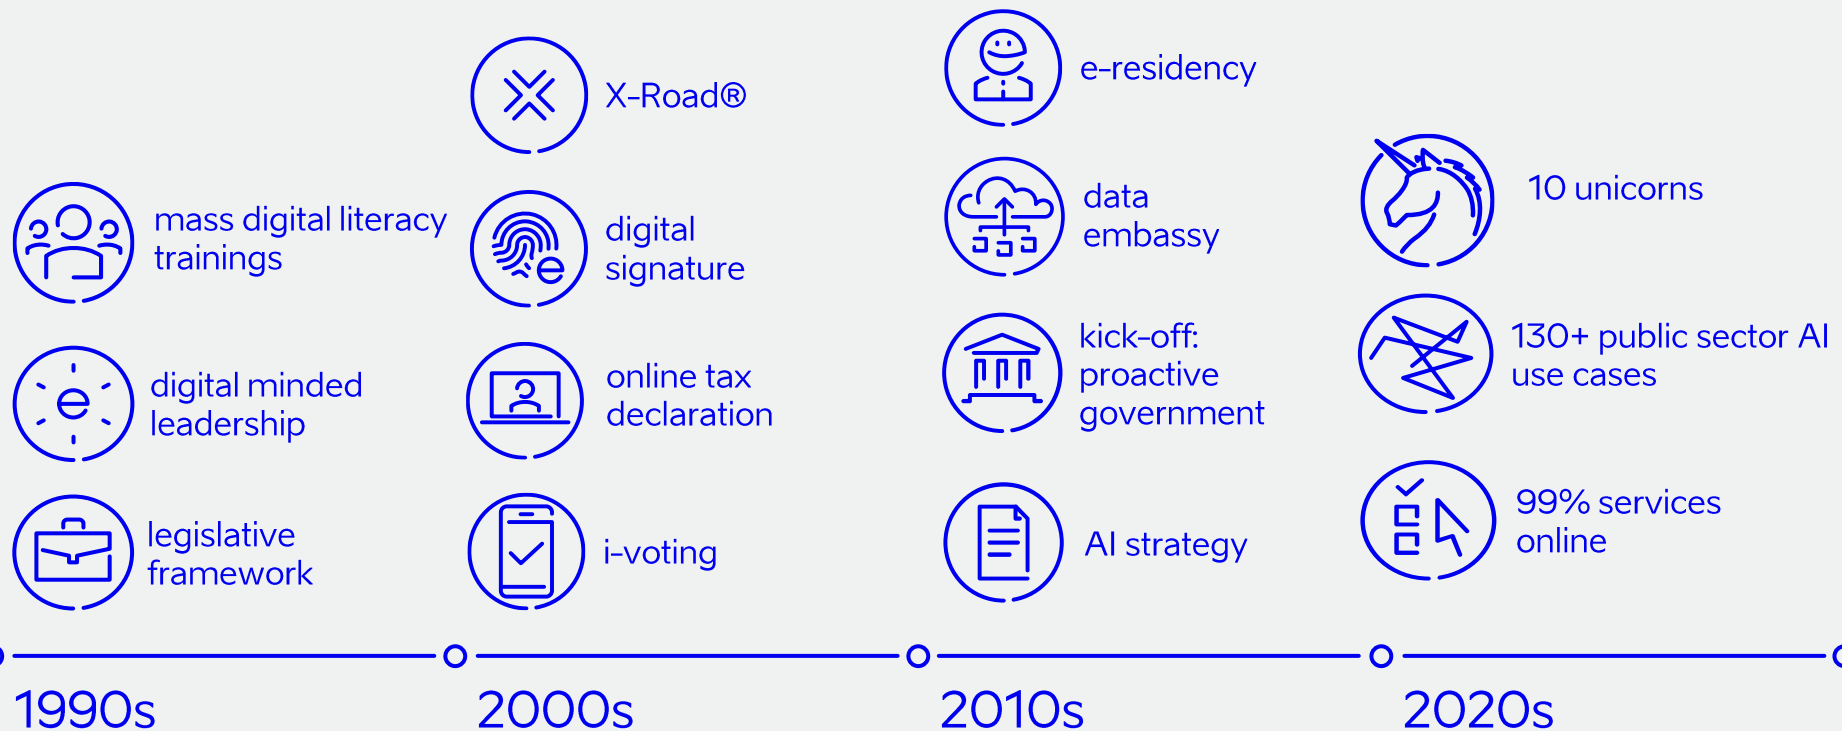 mass digital literacy
trainings
digital minded
leadership
legislative
framework
1990s
X-Road®
digital
signature
e
online tax
declaration
i-voting
2000s
e-residency
data
embassy
kick-off:
proactive
government
AI strategy
2010s
10 unicorns
130+ public sector AI
use cases
99% services
online
2020s